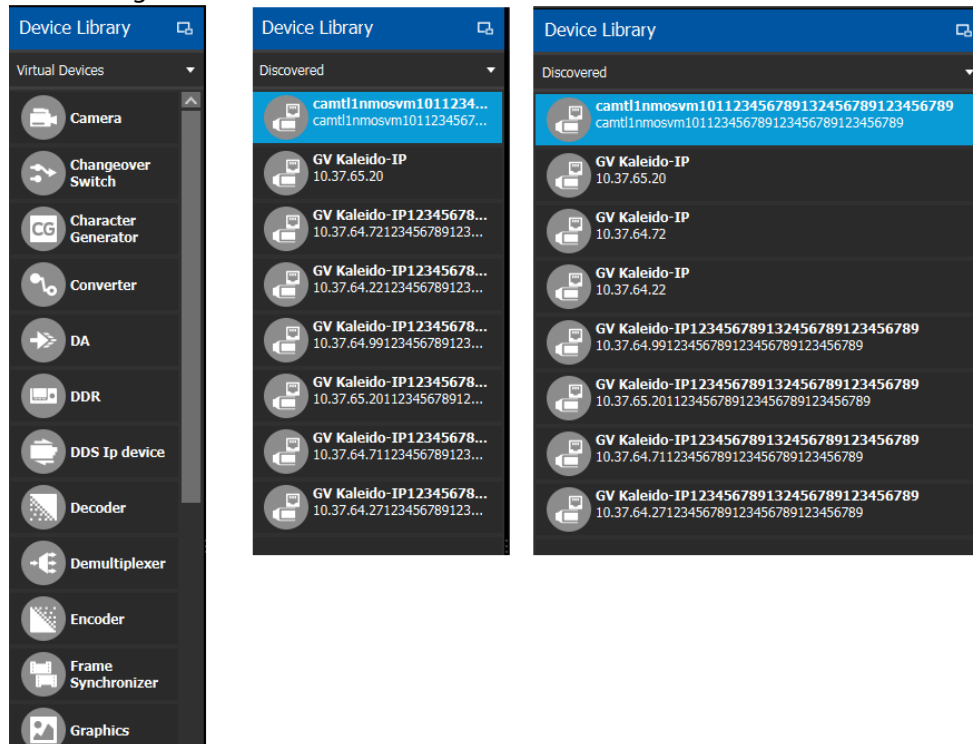 Device Library
Virtual Devices
Camera
Changeover
Switch
CG
Character
Generator
Converter
DA
DDR
DDS Ip device
Decoder
Demultiplexer
Encoder
Frame
Synchronizer
Graphics
Device Library
Discovered
camtl1nmosvm1011234...
camtl1nmosvm1011234567...
GV Kaleido-IP
10.37.65.20
GV Kaleido-IP12345678...
10.37.64.72123456789123...
GV Kaleido-IP12345678...
10.37.64.22123456789123...
GV Kaleido-IP12345678...
10.37.64.99123456789123...
GV Kaleido-IP12345678...
10.37.65.20112345678912...
GV Kaleido-IP12345678...
10.37.64.71123456789123...
GV Kaleido-IP12345678...
10.37.64.27123456789123...
Device Library
Discovered
camtl1nmosvm101123456789132456789123456789
camtl1nmosvm101123456789123456789123456789
GV Kaleido-IP
10.37.65.20
GV Kaleido-IP
10.37.64.72
GV Kaleido-IP
10.37.64.22
GV Kaleido-IP123456789132456789123456789
10.37.64.99123456789123456789123456789
GV Kaleido-IP123456789132456789123456789
10.37.65.201123456789123456789123456789
GV Kaleido-IP123456789132456789123456789
10.37.64.71123456789123456789123456789
GV Kaleido-IP123456789132456789123456789
10.37.64.27123456789123456789123456789